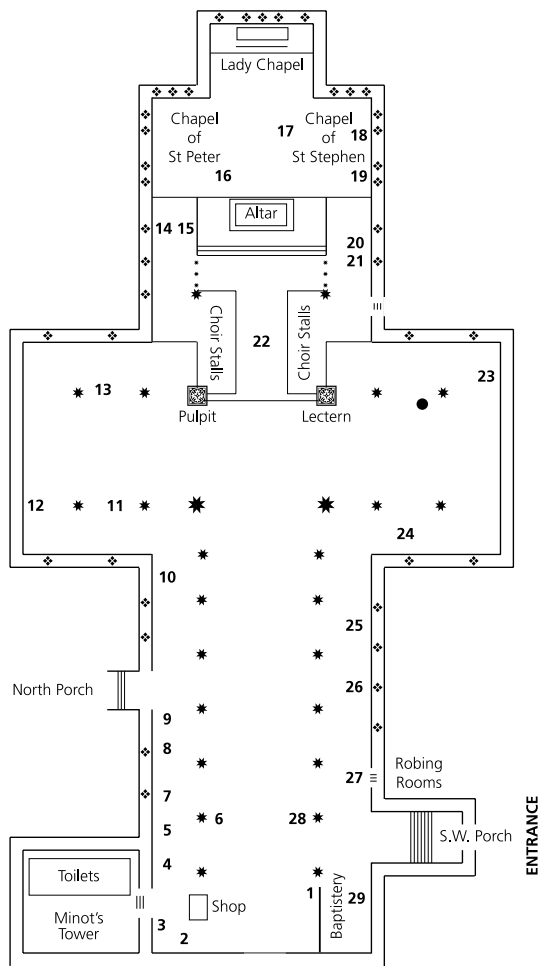 Lady Chapel
Chapel
of
St Peter
17
Chapel
of
St Stephen
18
16
19
14 15
Altar
20
21
Choir Stalls
22
Choir Stalls
13
23
Pulpit
Lectern
12
11
24
10
25
North Porch
26
9
8
Robing
Rooms
27
7
6
28
5
S.W. Porch
ENTRANCE
4
Toilets
Minot's
Tower
3
2
Shop
1
Baptistery
29